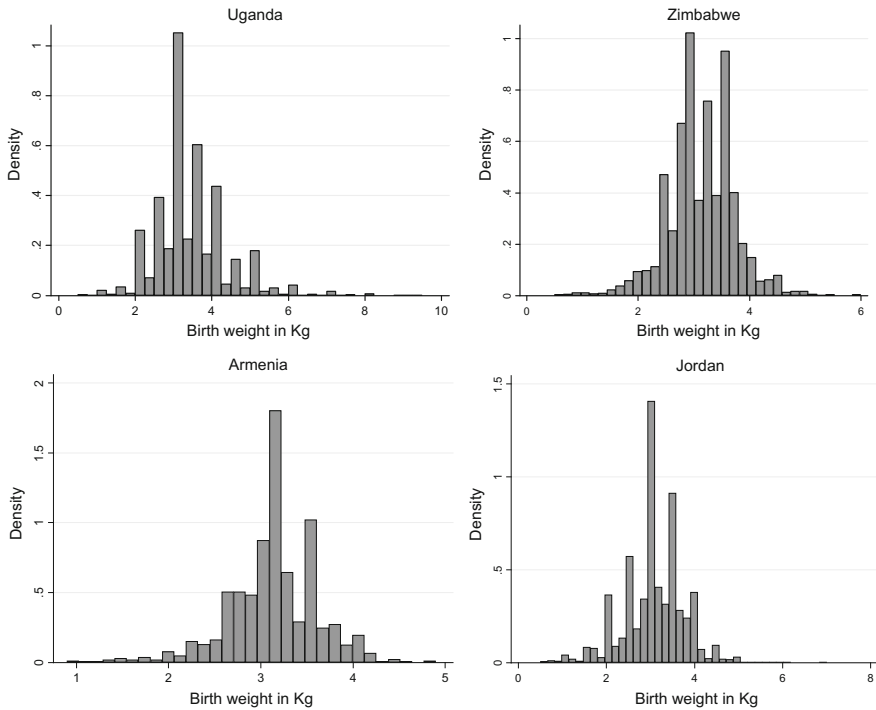 Uganda
Density
0 .2 .4 .6 .8 1
0 2 4 6 8 10
Birth weight in Kg
Zimbabwe
Density
0 .2 .4 .6 .8 1
0 2 4 6
Birth weight in Kg
Armenia
Density
0 .5 1 1.5 2
1 2 3 4 5
Birth weight in Kg
Jordan
Density
0 .5 1 1.5
0 2 4 6 8
Birth weight in Kg